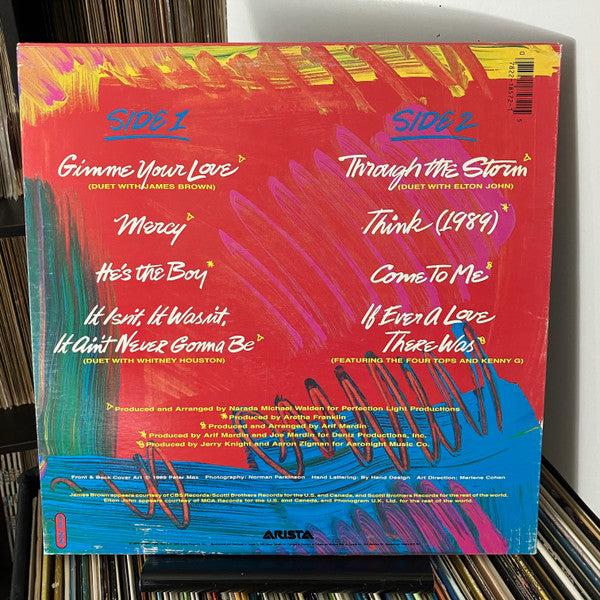 SIDE 1
Gimme Your Love
(DUET WITH JAMES BROWN)
Mercy
He's the Boy
It Isn't, It Wasn't,
It Ain't Never Gonna Be
(DUET WITH WHITNEY HOUSTON)
SIDE 2
Through the Storm
(DUET WITH ELTON JOHN)
Think (1989)
Come To Me
If Ever A Love
There Was
(FEATURING THE FOUR TOPS AND KENNY G)
0 78221-8572-1 5
Produced and Arranged by Narada Michael Walden for Perfection Light Productions
Produced by Aretha Franklin
Produced and Arranged by Arif Mardin
Produced by Arif Mardin and Joe Mardin for Deniz Productions, Inc.
Produced by Jerry Knight and Aaron Zigman for Aaronight Music Co.
Front & Back Cover Art © 1989 Peter Max Photography: Norman Parkinson Hand Lettering: By Hand Design Art Direction: Marlene Cohen
James Brown appears courtesy of CBS Records/Scotti Brothers Records for the U.S. and Canada, and Scotti Brothers Records for the rest of the world.
Elton John appears courtesy of MCA Records for the U.S. and Canada, and Phonogram U.K. Ltd. for the rest of the world.
ARISTA